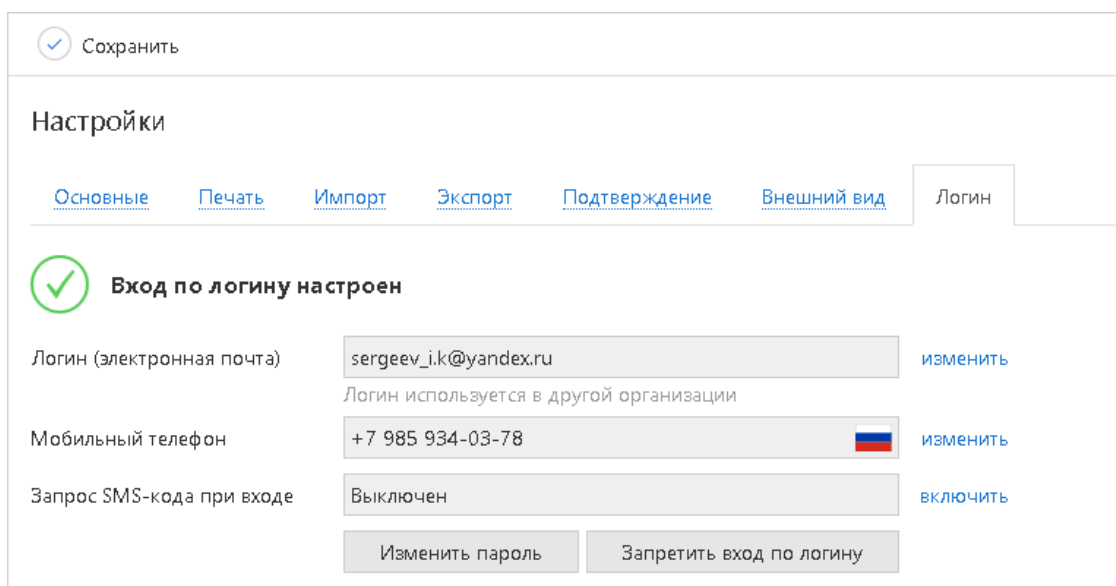 Сохранить
Настройки
Основные Печать Импорт Экспорт Подтверждение Внешний вид Логин
Вход по логину настроен
Логин (электронная почта) sergeev_i.k@yandex.ru изменить
Логин используется в другой организации
Мобильный телефон +7 985 934-03-78 изменить
Запрос SMS-кода при входе Выключен включить
Изменить пароль Запретить вход по логину